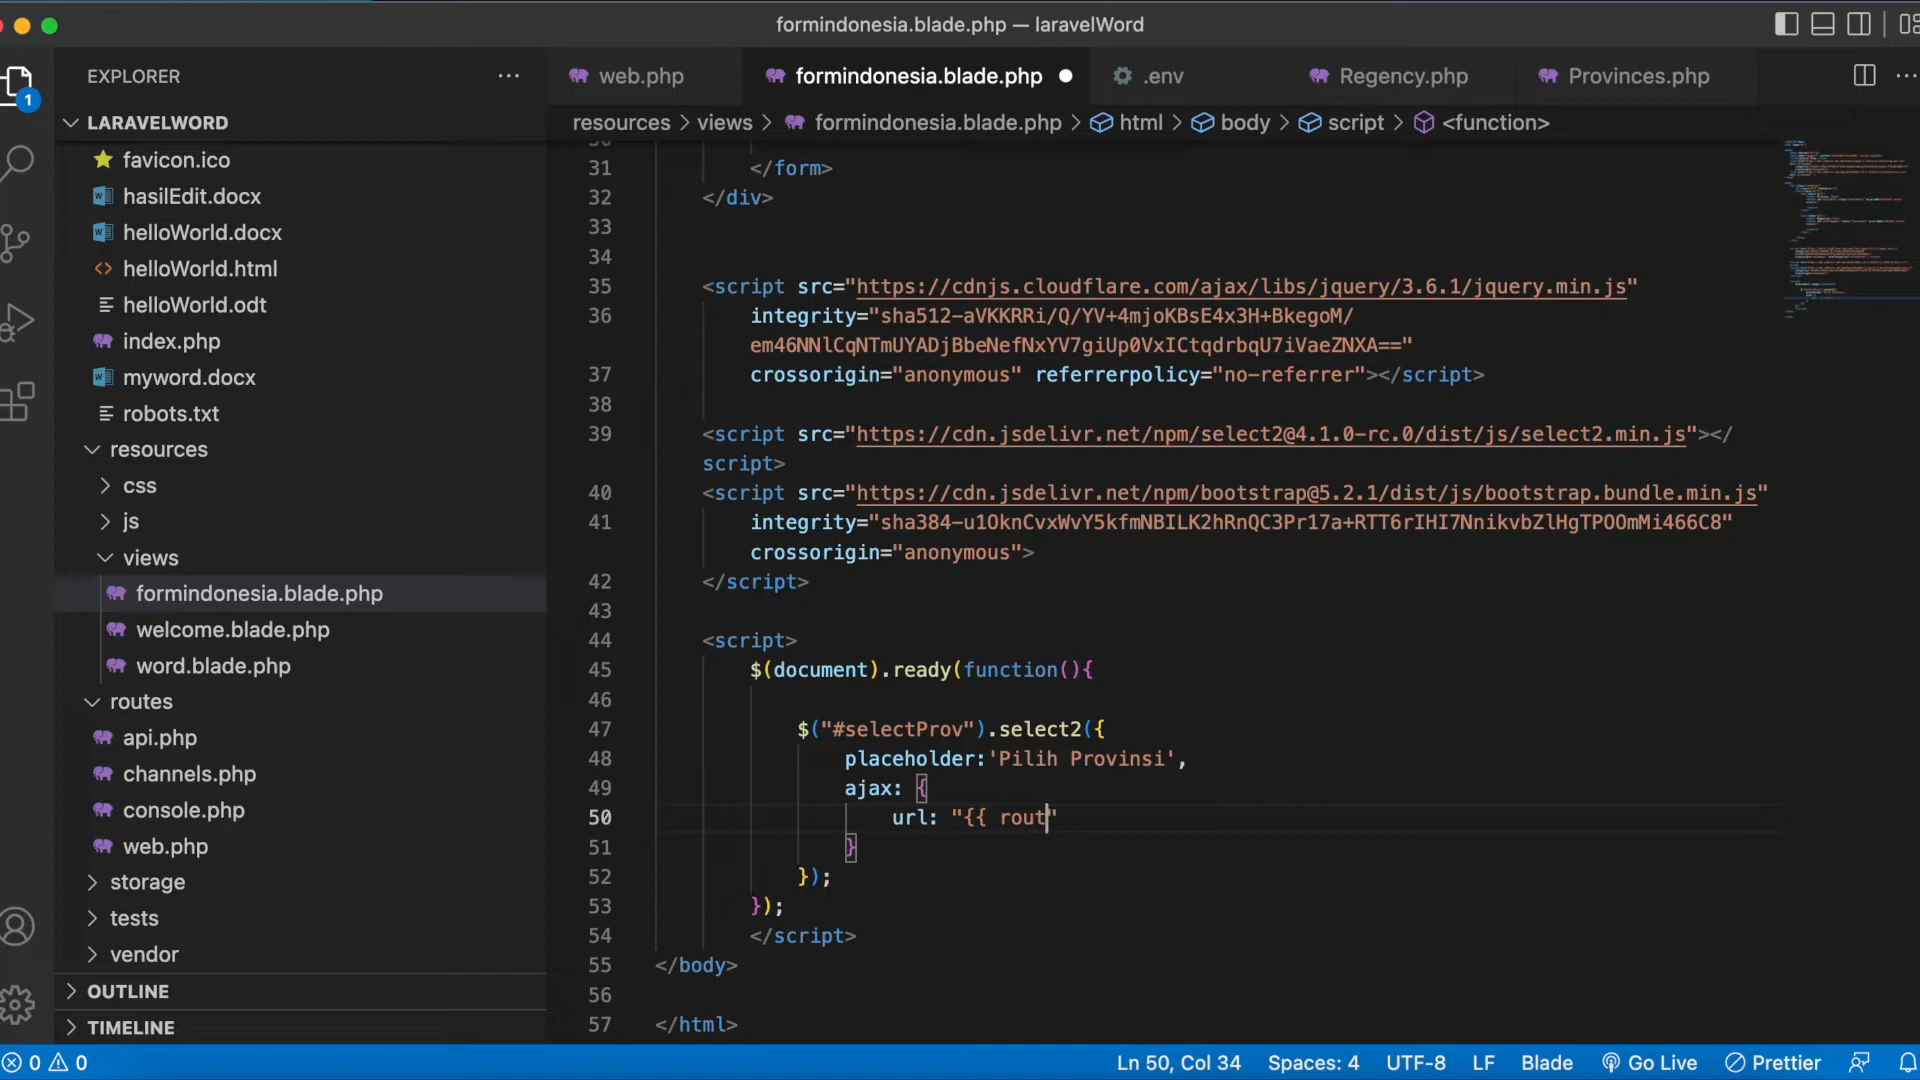 formindonesia.blade.php — laravelWord
EXPLORER
1
LARAVELWORD
favicon.ico
hasilEdit.docx
helloWorld.docx
helloWorld.html
helloWorld.odt
index.php
myword.docx
robots.txt
resources
css
js
views
formindonesia.blade.php
welcome.blade.php
word.blade.php
routes
api.php
channels.php
console.php
web.php
storage
tests
vendor
OUTLINE
TIMELINE
web.php
formindonesia.blade.php
.env
Regency.php
Provinces.php
resources > views > formindonesia.blade.php > html > body > script > <function>
31 </form>
32 </div>
33
34
35 <script src="https://cdnjs.cloudflare.com/ajax/libs/jquery/3.6.1/jquery.min.js"
36 integrity="sha512-aVKKRRi/Q/YV+4mjoKBsE4x3H+BkegoM/
em46NNlCqNTmUYADjBbeNefNxYV7giUp0VxICtqdrbqU7iVaeZNXA=="
37 crossorigin="anonymous" referrerpolicy="no-referrer"></script>
38
39 <script src="https://cdn.jsdelivr.net/npm/select2@4.1.0-rc.0/dist/js/select2.min.js"></
script>
40 <script src="https://cdn.jsdelivr.net/npm/bootstrap@5.2.1/dist/js/bootstrap.bundle.min.js"
41 integrity="sha384-u1OknCvxWvY5kfmNBILK2hRnQC3Pr17a+RTT6rIHI7NnikvbZlHgTPOOmMi466C8"
crossorigin="anonymous">
42 </script>
43
44 <script>
45 $(document).ready(function(){
46
47 $("#selectProv").select2({
48 placeholder:'Pilih Provinsi',
49 ajax: {
50 url: "{{ rout"
51 }
52 });
53 });
54 </script>
55 </body>
56
57 </html>
0 0
Ln 50, Col 34
Spaces: 4
UTF-8
LF
Blade
Go Live
Prettier